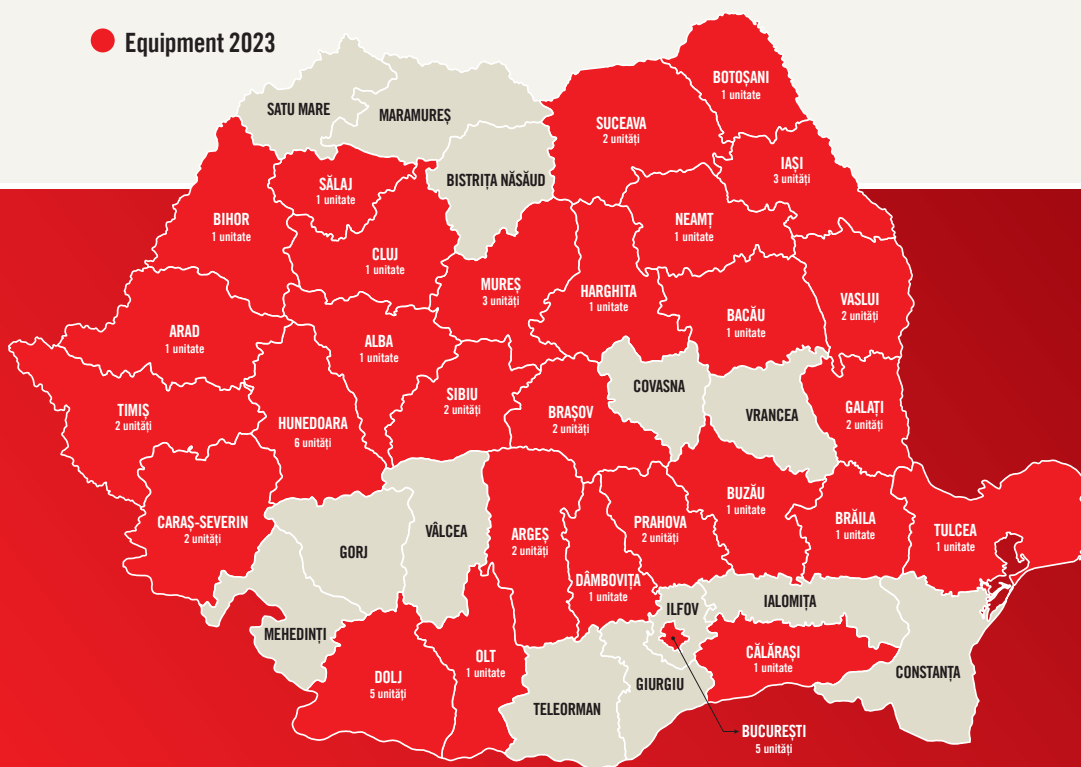 Equipment 2023
BOTOȘANI
1 unitate
SATU MARE
MARAMUREȘ
SUCEAVA
2 unități
IAȘI
3 unități
BISTRIȚA NĂSĂUD
SĂLAJ
1 unitate
BIHOR
1 unitate
NEAMȚ
1 unitate
CLUJ
1 unitate
MUREȘ
3 unități
HARGHITA
1 unitate
VASLUI
2 unități
BACĂU
1 unitate
ARAD
1 unitate
ALBA
1 unitate
COVASNA
SIBIU
2 unități
TIMIȘ
2 unități
HUNEDOARA
6 unități
BRAȘOV
2 unități
VRANCEA
GALAȚI
2 unități
BUZĂU
1 unitate
CARAȘ-SEVERIN
2 unități
VÂLCEA
ARGEȘ
2 unități
PRAHOVA
2 unități
BRĂILA
1 unitate
TULCEA
1 unitate
GORJ
DÂMBOVIȚA
1 unitate
ILFOV
IALOMIȚA
MEHEDINȚI
OLT
1 unitate
CĂLĂRAȘI
1 unitate
DOLJ
5 unități
GIURGIU
CONSTANȚA
TELEORMAN
BUCUREȘTI
5 unități